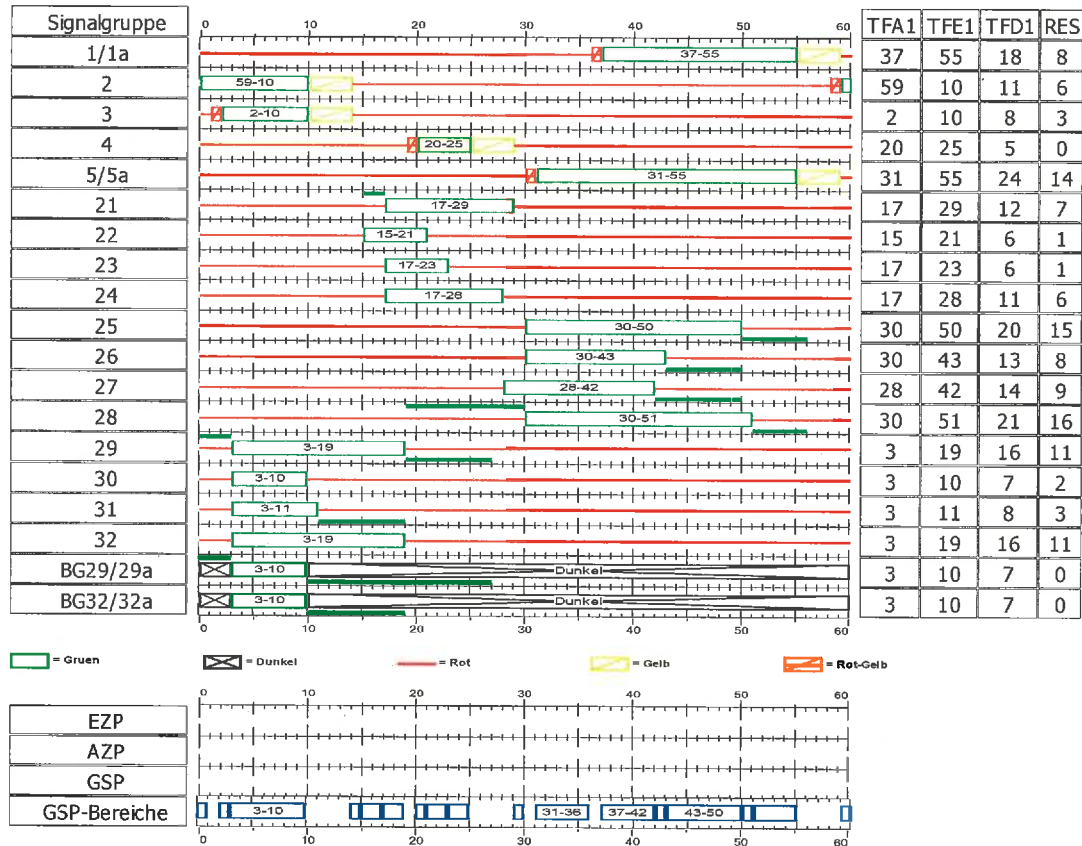 Signalgruppe 0 10 20 30 40 50 60 TFA1 TFE1 TFD1 RES
1/1a 37-55 37 55 18 8
2 59-10 59 10 11 6
3 2-10 2 10 8 3
4 20-25 20 25 5 0
5/5a 31-55 31 55 24 14
21 17-29 17 29 12 7
22 15-21 15 21 6 1
23 17-23 17 23 6 1
24 17-28 17 28 11 6
25 30-50 30 50 20 15
26 30-43 30 43 13 8
27 28-42 28 42 14 9
28 30-51 30 51 21 16
29 3-19 3 19 16 11
30 3-10 3 10 7 2
31 3-11 3 11 8 3
32 3-19 3 19 16 11
BG29/29a 3-10 Dunkel 3 10 7 0
BG32/32a 3-10 Dunkel 3 10 7 0
0 10 20 30 40 50 60
= Gruen = Dunkel = Rot = Gelb = Rot-Gelb
0 10 20 30 40 50 60
EZP
AZP
GSP
GSP-Bereiche 3-10 31-36 37-42 43-50
0 10 20 30 40 50 60